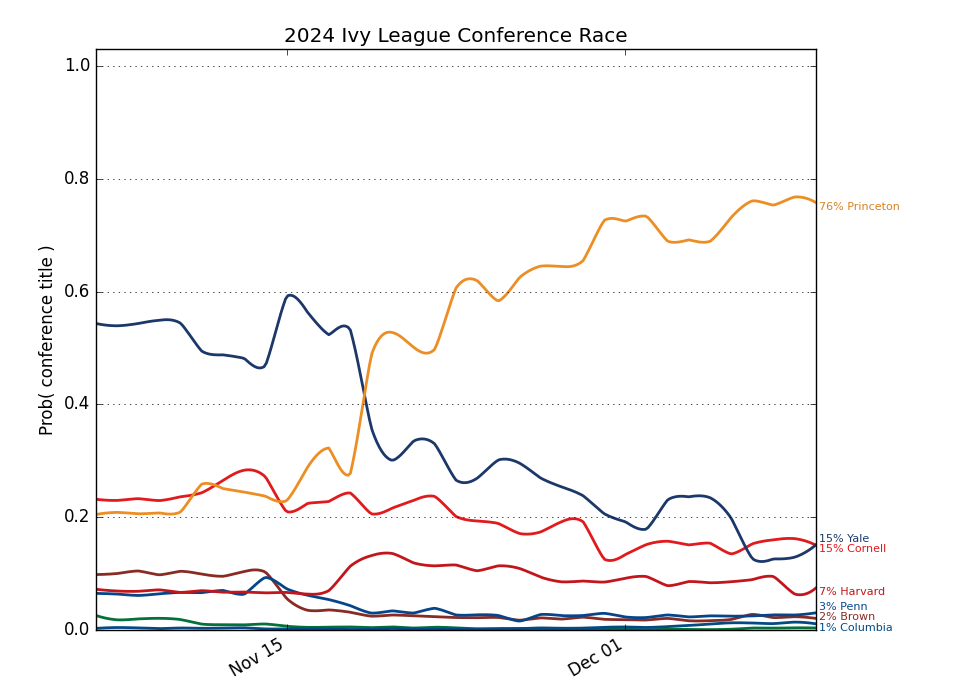 2024 Ivy League Conference Race
Prob( conference title )
1.0
0.8
0.6
0.4
0.2
0.0
Nov 15
Dec 01
76% Princeton
15% Yale
15% Cornell
7% Harvard
3% Penn
2% Brown
1% Columbia